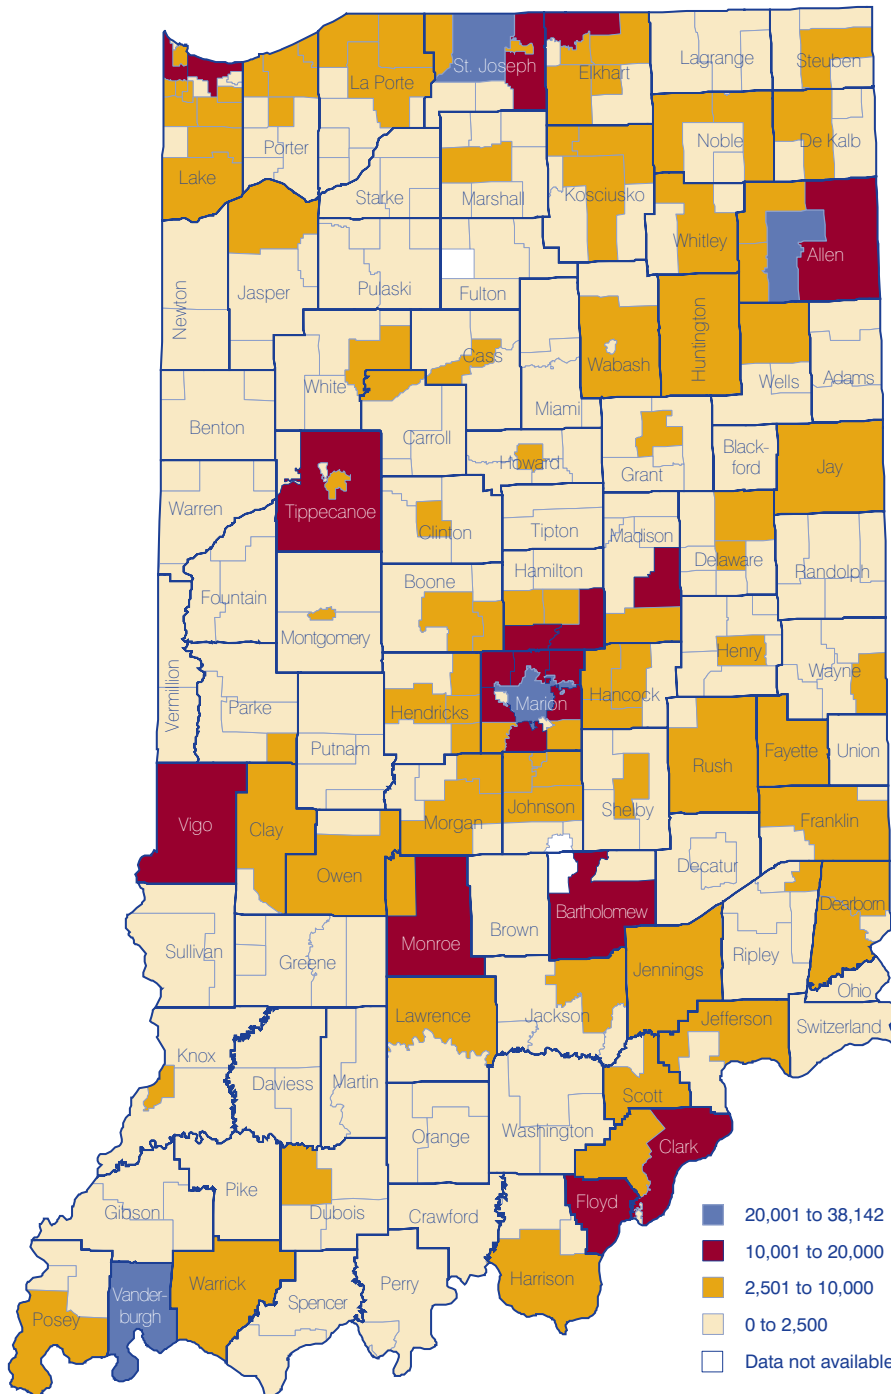 St. Joseph
Lagrange
Steuben
La Porte
Elkhart
Noble
De Kalb
Porter
Lake
Starke
Marshall
Kosciusko
Whitley
Allen
Newton
Jasper
Pulaski
Fulton
Huntington
Cass
Wabash
White
Wells
Adams
Miami
Benton
Carroll
Black-
ford
Howard
Grant
Jay
Warren
Tippecanoe
Clinton
Tipton
Madison
Delaware
Hamilton
Randolph
Boone
Fountain
Montgomery
Henry
Wayne
Vermillion
Parke
Hendricks
Marion
Hancock
Putnam
Rush
Fayette
Union
Vigo
Clay
Morgan
Johnson
Shelby
Franklin
Owen
Decatur
Dearborn
Bartholomew
Brown
Monroe
Sullivan
Greene
Ripley
Jennings
Ohio
Lawrence
Jackson
Jefferson
Switzerland
Knox
Daviess
Martin
Scott
Orange
Washington
Clark
Pike
Floyd
Gibson
Dubois
Crawford
20,001 to 38,142
10,001 to 20,000
Harrison
Warrick
2,501 to 10,000
Vander-
burgh
Perry
Spencer
Posey
0 to 2,500
Data not available